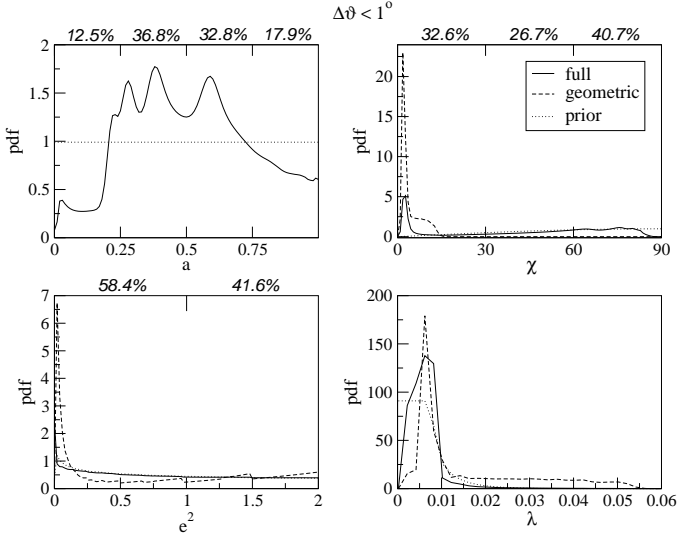 Δϑ < 1°
12.5% 36.8% 32.8% 17.9%
2
1.5
1
0.5
0
pdf
0 0.25 0.5 0.75
a
32.6% 26.7% 40.7%
20
15
10
5
0
pdf
full
geometric
prior
0 30 60 90
χ
58.4% 41.6%
7
6
5
4
3
2
1
0
pdf
0 0.5 1 1.5 2
e²
200
150
100
50
0
pdf
0 0.01 0.02 0.03 0.04 0.05 0.06
λ